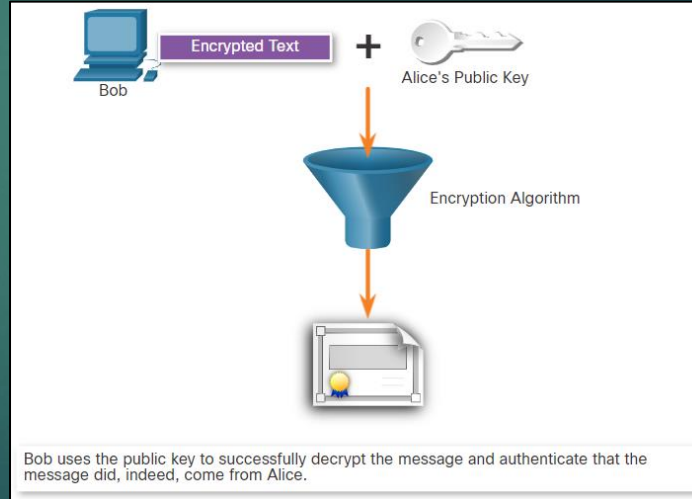 Encrypted Text
Alice's Public Key
Bob
Encryption Algorithm
Bob uses the public key to successfully decrypt the message and authenticate that the
message did, indeed, come from Alice.